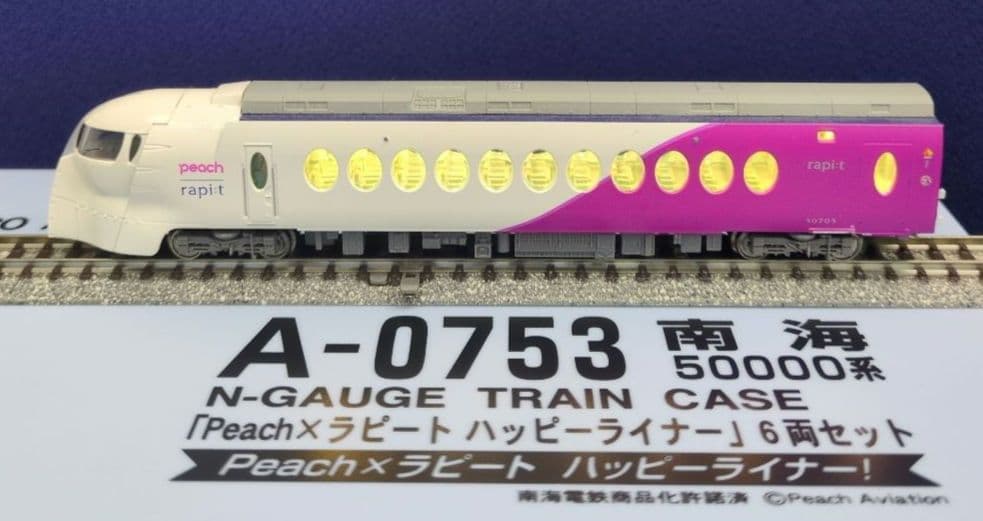 peach
rapi:t
rapi:t
50705
A-0753 南海
50000系
N-GAUGE TRAIN CASE
「Peach×ラピート ハッピーライナー」6両セット
Peach×ラピート ハッピーライナー!
南海電鉄商品化許諾済 ©Peach Aviation